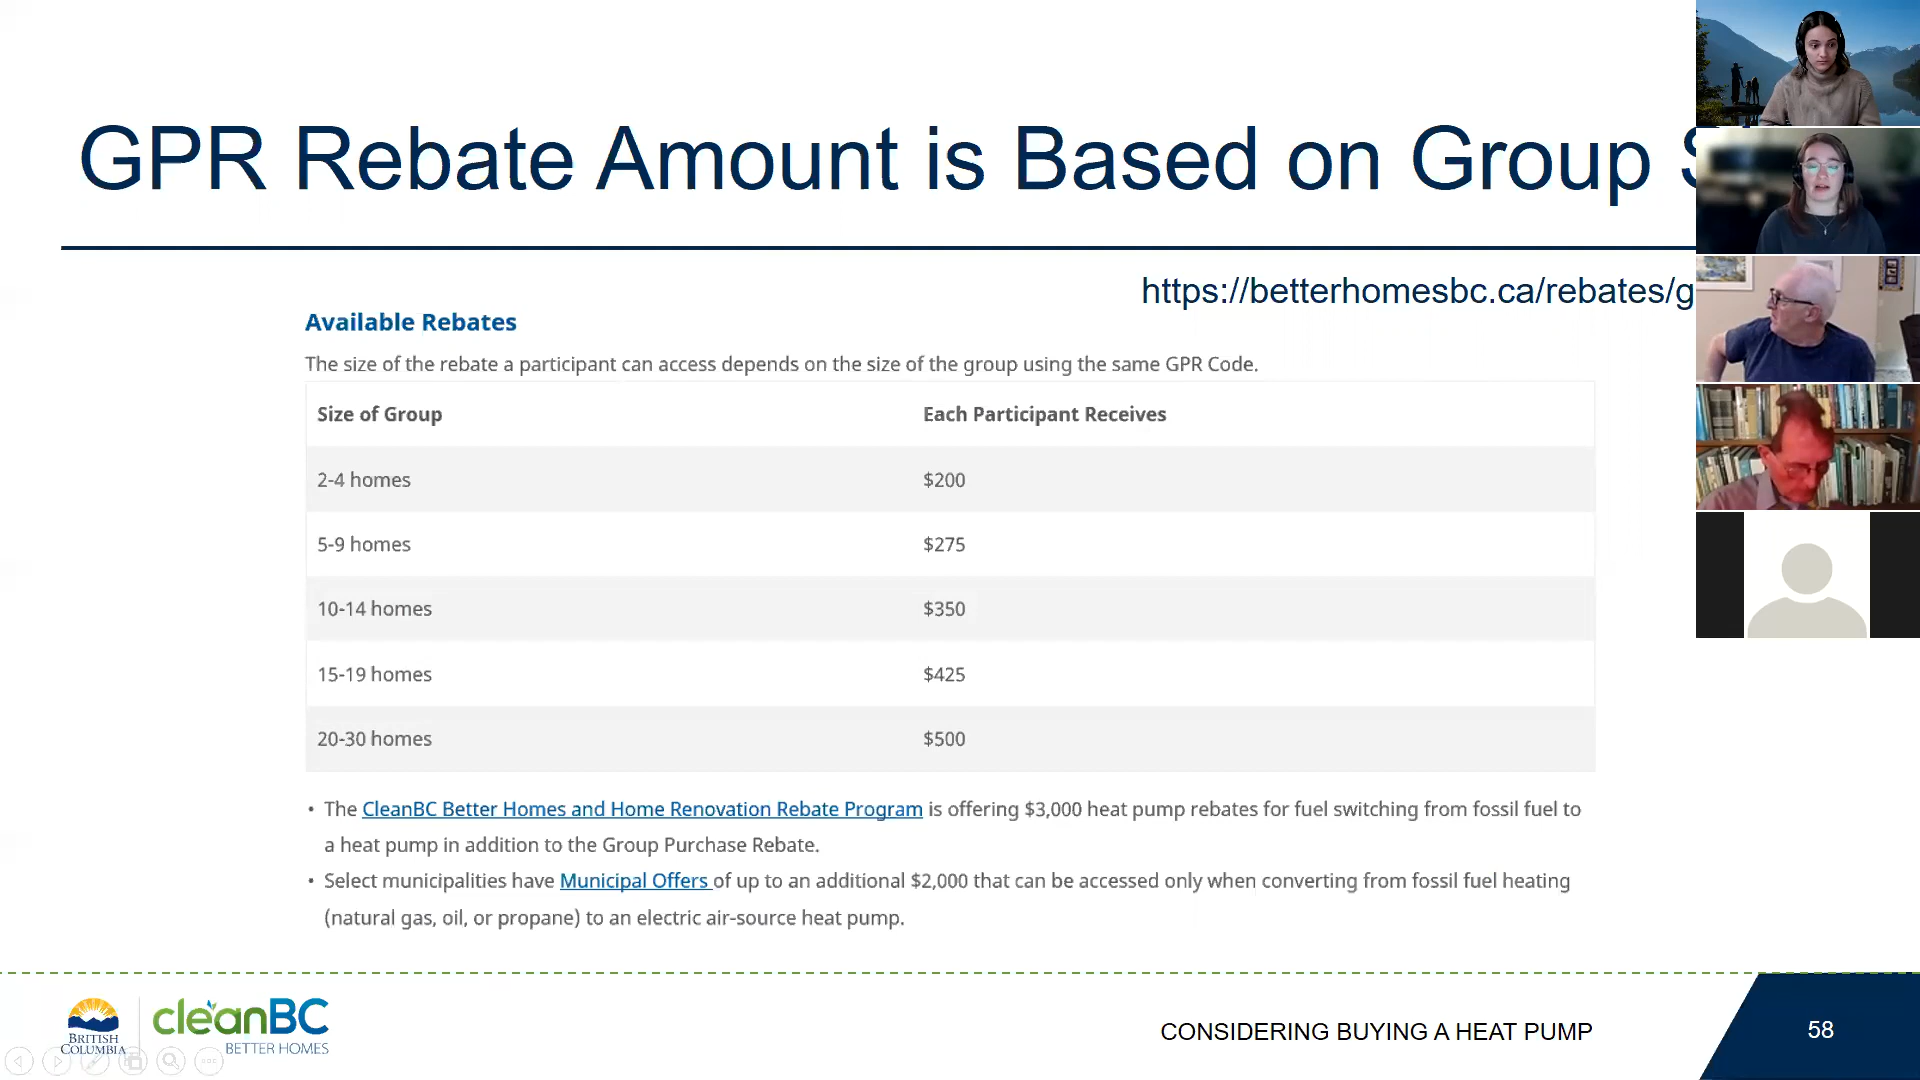 GPR Rebate Amount is Based on Group
https://betterhomesbc.ca/rebates/g
Available Rebates
The size of the rebate a participant can access depends on the size of the group using the same GPR Code.
Size of Group Each Participant Receives
2-4 homes $200
5-9 homes $275
10-14 homes $350
15-19 homes $425
20-30 homes $500
• The CleanBC Better Homes and Home Renovation Rebate Program is offering $3,000 heat pump rebates for fuel switching from fossil fuel to
a heat pump in addition to the Group Purchase Rebate.
• Select municipalities have Municipal Offers of up to an additional $2,000 that can be accessed only when converting from fossil fuel heating
(natural gas, oil, or propane) to an electric air-source heat pump.
BRITISH
COLUMBIA
cleanBC
BETTER HOMES
CONSIDERING BUYING A HEAT PUMP
58